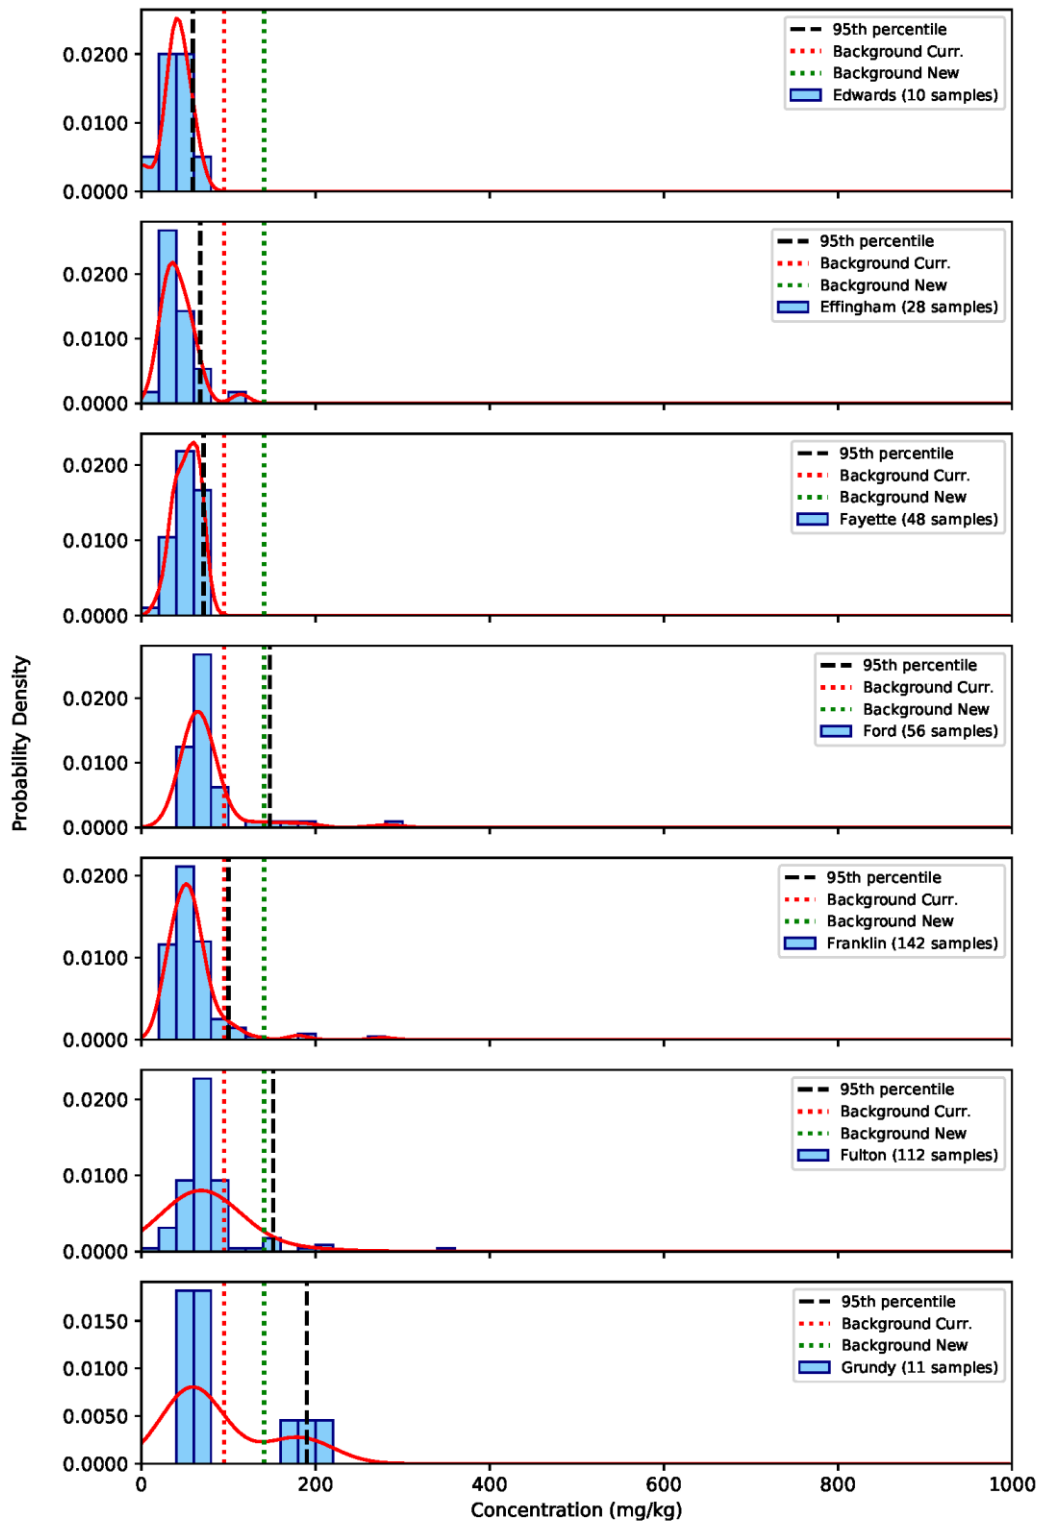 0.0200
0.0100
0.0000
95th percentile
Background Curr.
Background New
Edwards (10 samples)
0.0200
0.0100
0.0000
95th percentile
Background Curr.
Background New
Effingham (28 samples)
0.0200
0.0100
0.0000
95th percentile
Background Curr.
Background New
Fayette (48 samples)
Probability Density
0.0200
0.0100
0.0000
95th percentile
Background Curr.
Background New
Ford (56 samples)
0.0200
0.0100
0.0000
95th percentile
Background Curr.
Background New
Franklin (142 samples)
0.0200
0.0100
0.0000
95th percentile
Background Curr.
Background New
Fulton (112 samples)
0.0150
0.0100
0.0050
0.0000
95th percentile
Background Curr.
Background New
Grundy (11 samples)
0 200 400 600 800 1000
Concentration (mg/kg)